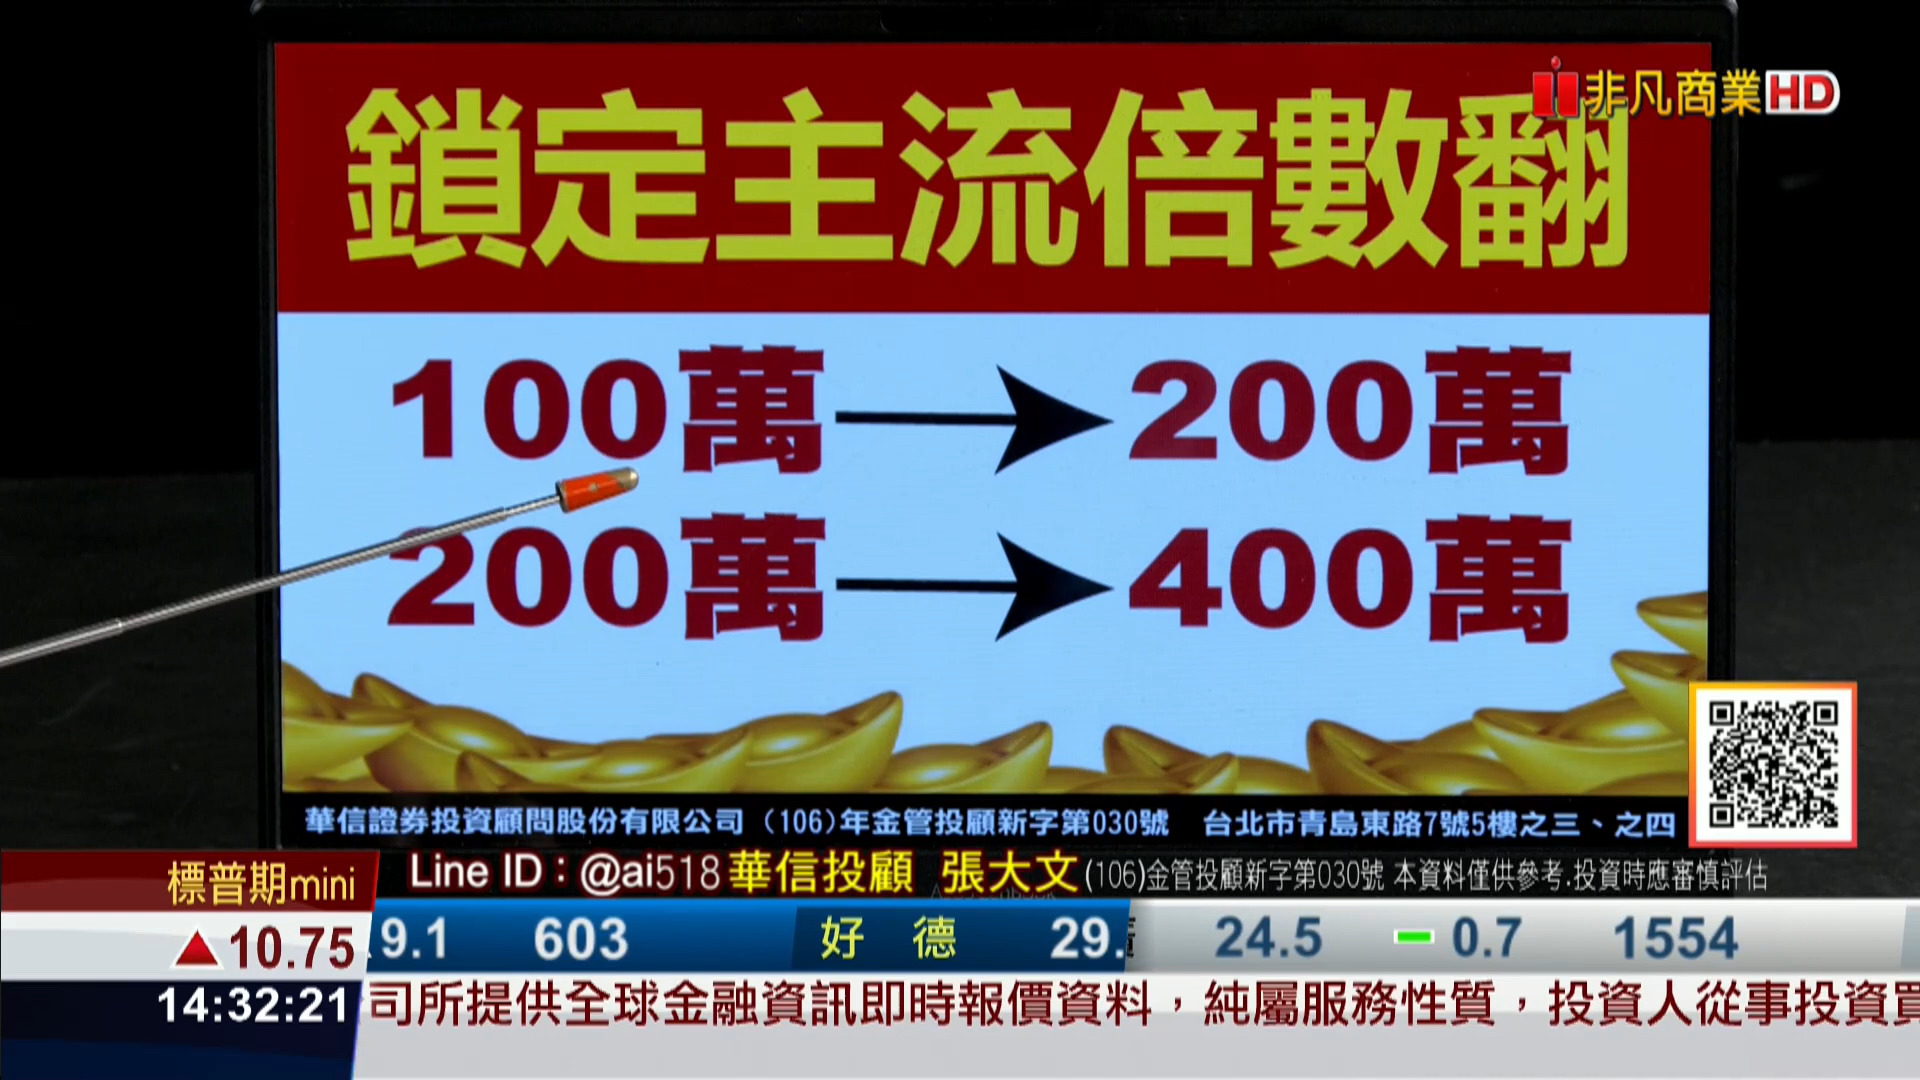 鎖定主流倍數翻
非凡商業HD
100萬 200萬
200萬 400萬
華信證券投資顧問股份有限公司 (106)年金管投顧新字第030號 台北市青島東路7號5樓之三、之四
標普期mini
Line ID：@ai518 華信投顧 張大文 (106)金管投顧新字第030號 本資料僅供參考.投資時應審慎評估
▲10.75
9.1 603 好德 29. 24.5 0.7 1554
14:32:21
司所提供全球金融資訊即時報價資料，純屬服務性質，投資人從事投資買